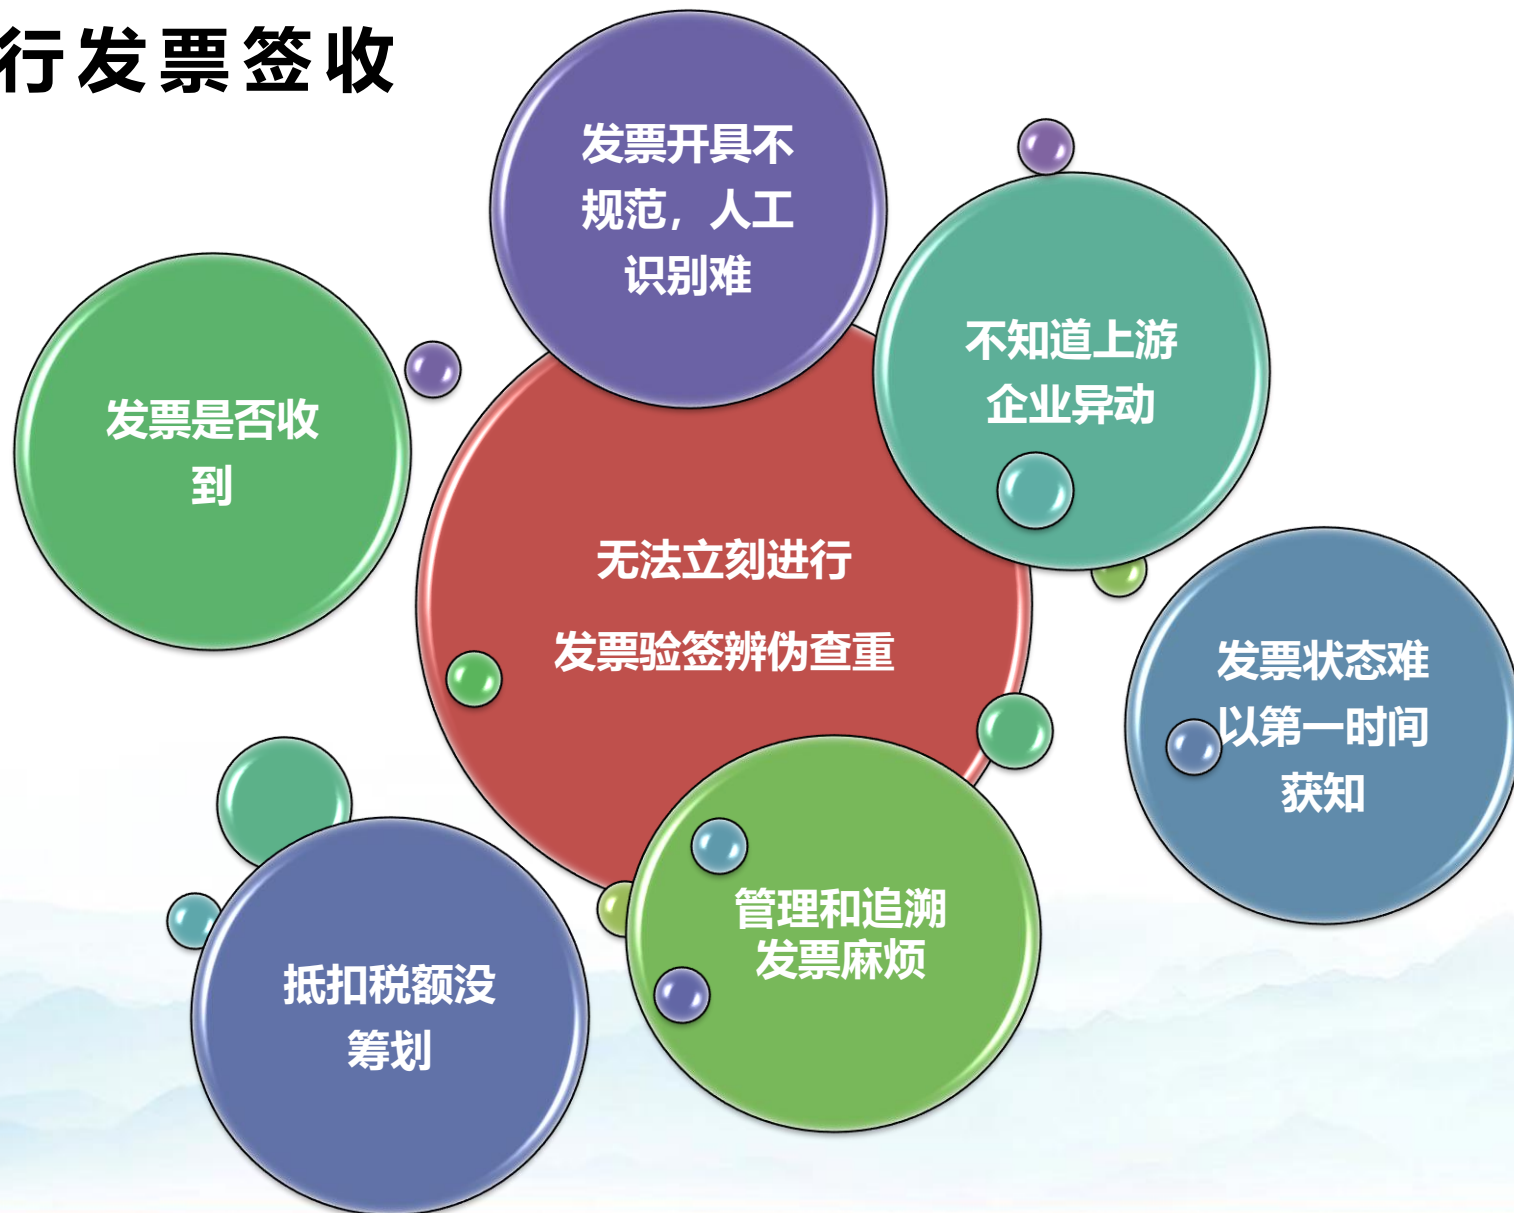 行发票签收
发票开具不
规范，人工
识别难
不知道上游
企业异动
发票是否收
到
无法立刻进行
发票验签辨伪查重
发票状态难
以第一时间
获知
管理和追溯
发票麻烦
抵扣税额没
筹划